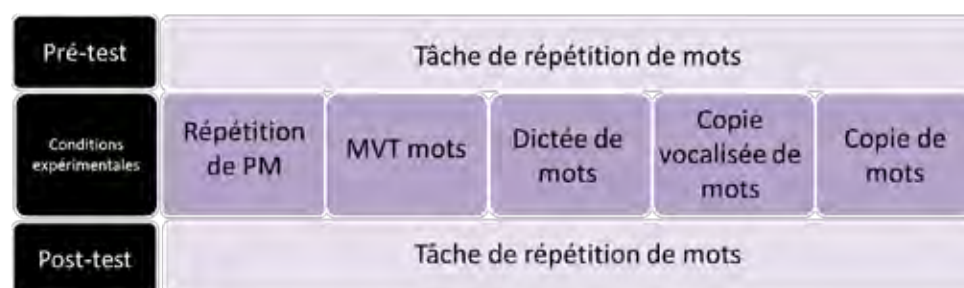 Pré-test
Tâche de répétition de mots
Conditions
expérimentales
Répétition
de PM
MVT mots
Dictée de
mots
Copie
vocalisée de
mots
Copie de
mots
Post-test
Tâche de répétition de mots